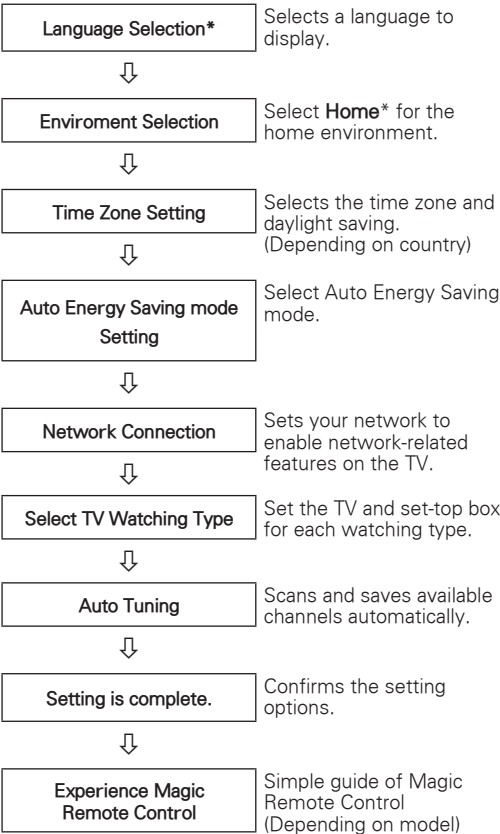 Language Selection*
Selects a language to
display.
Enviroment Selection
Select Home* for the
home environment.
Time Zone Setting
Selects the time zone and
daylight saving.
(Depending on country)
Auto Energy Saving mode
Setting
Select Auto Energy Saving
mode.
Network Connection
Sets your network to
enable network-related
features on the TV.
Select TV Watching Type
Set the TV and set-top box
for each watching type.
Auto Tuning
Scans and saves available
channels automatically.
Setting is complete.
Confirms the setting
options.
Experience Magic
Remote Control
Simple guide of Magic
Remote Control
(Depending on model)